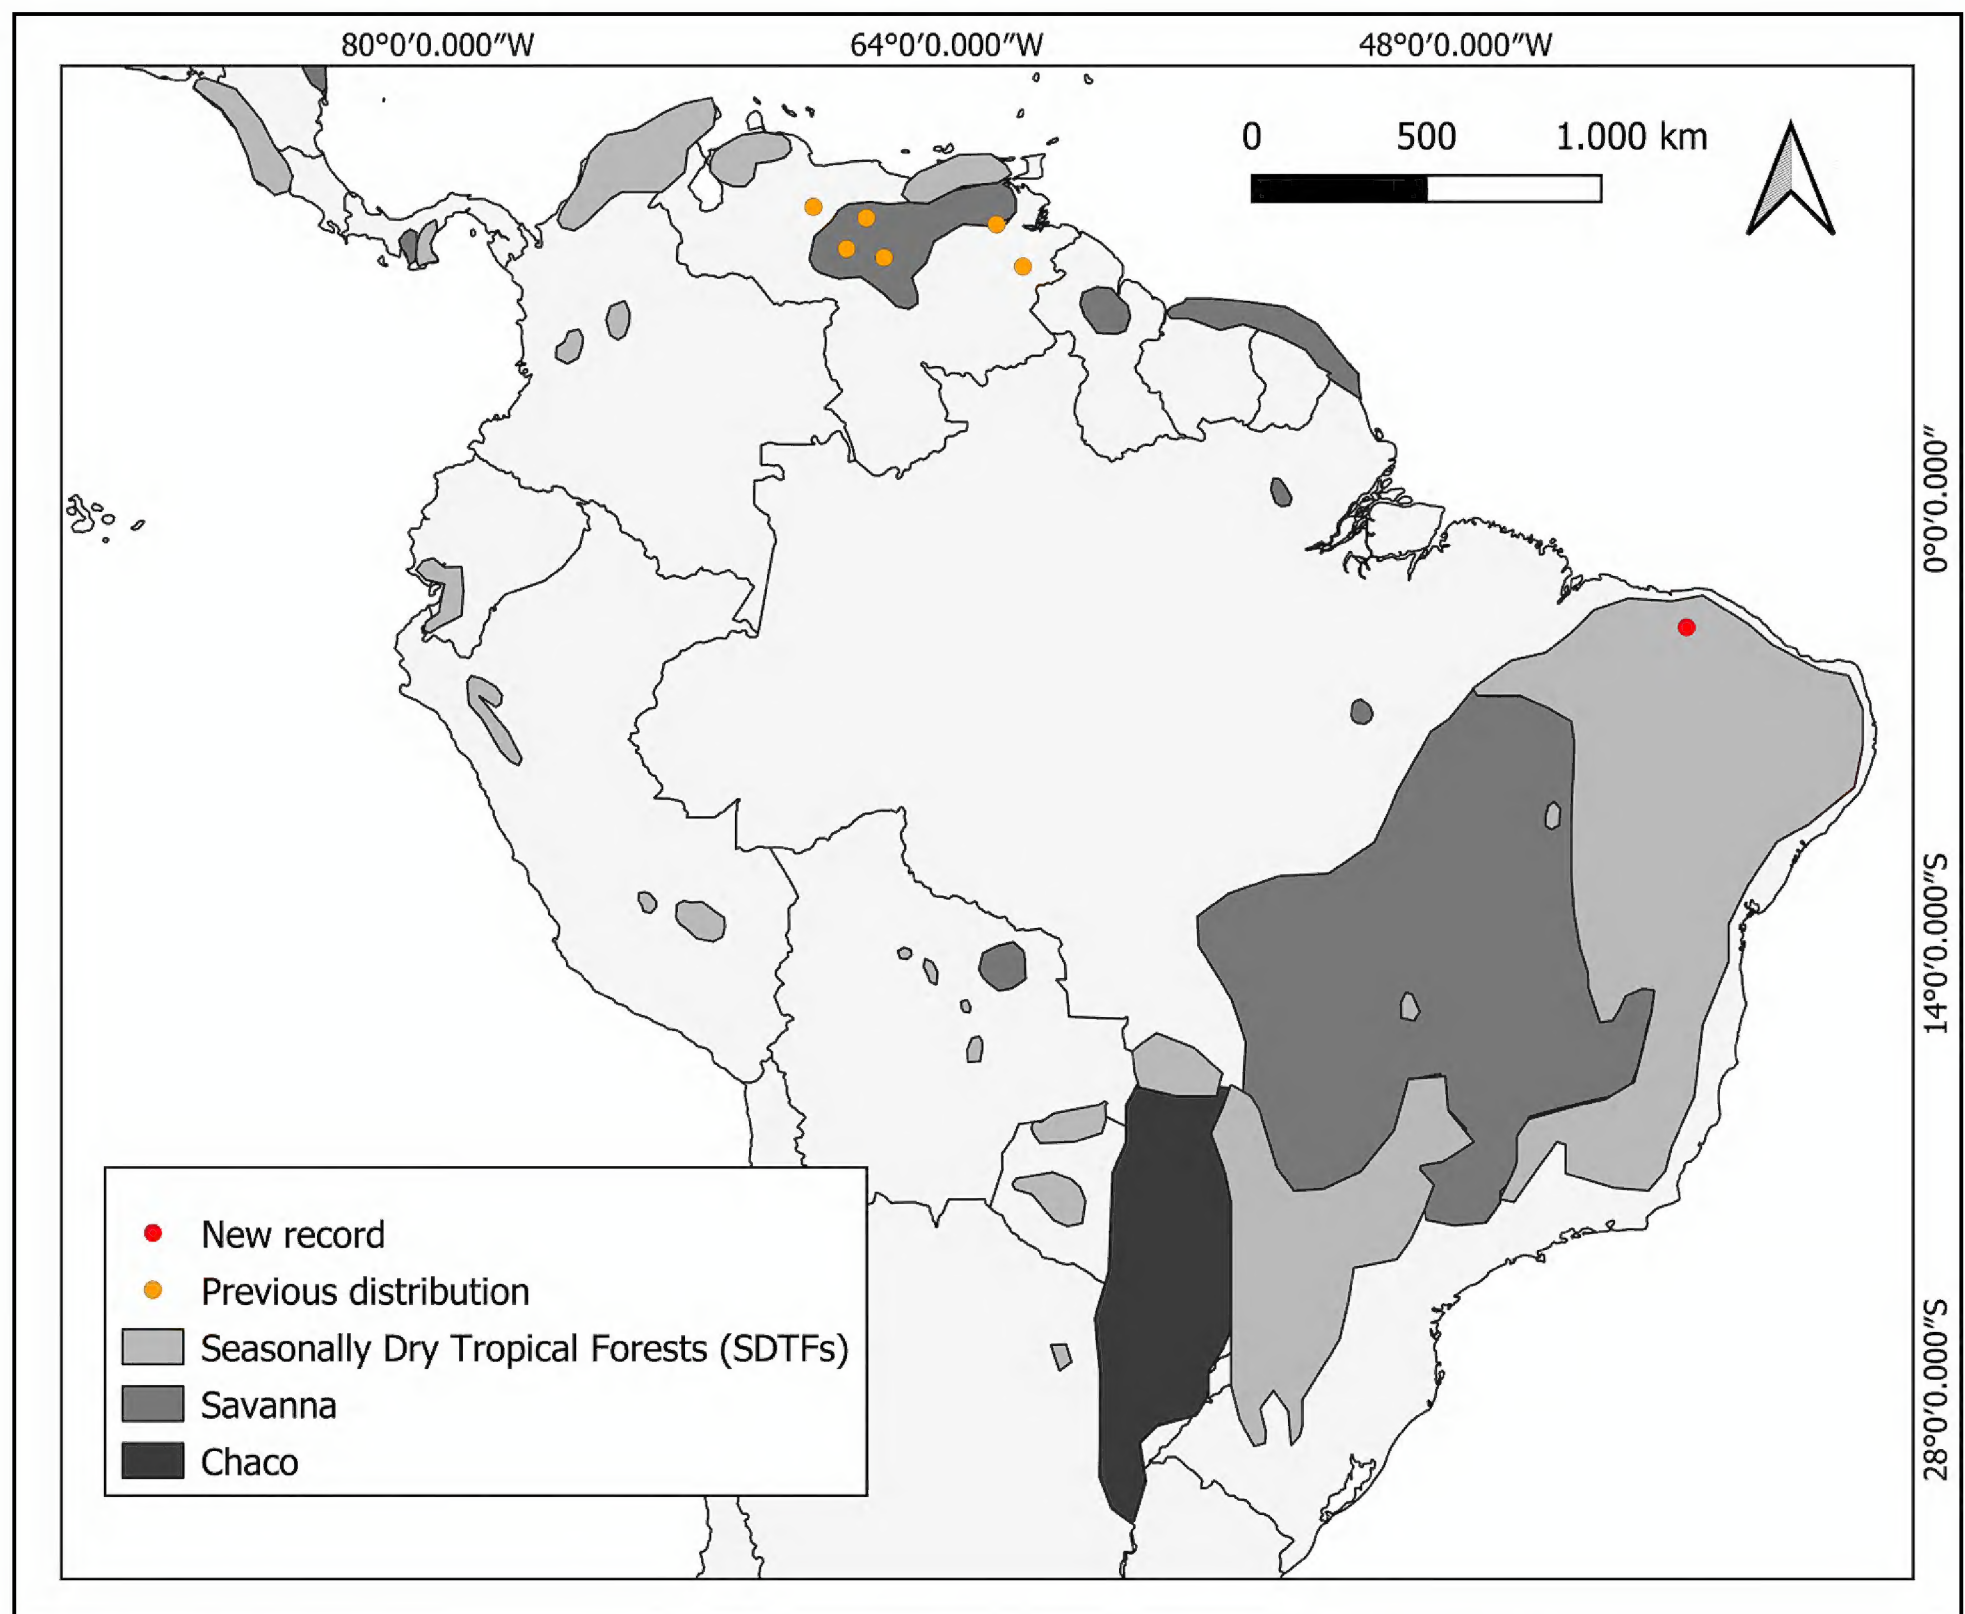 80°0′0.000″W 64°0′0.000″W 48°0′0.000″W
0 500 1.000 km
0°0′0.000″
14°0′0.000″S
28°0′0.000″S
New record
Previous distribution
Seasonally Dry Tropical Forests (SDTFs)
Savanna
Chaco